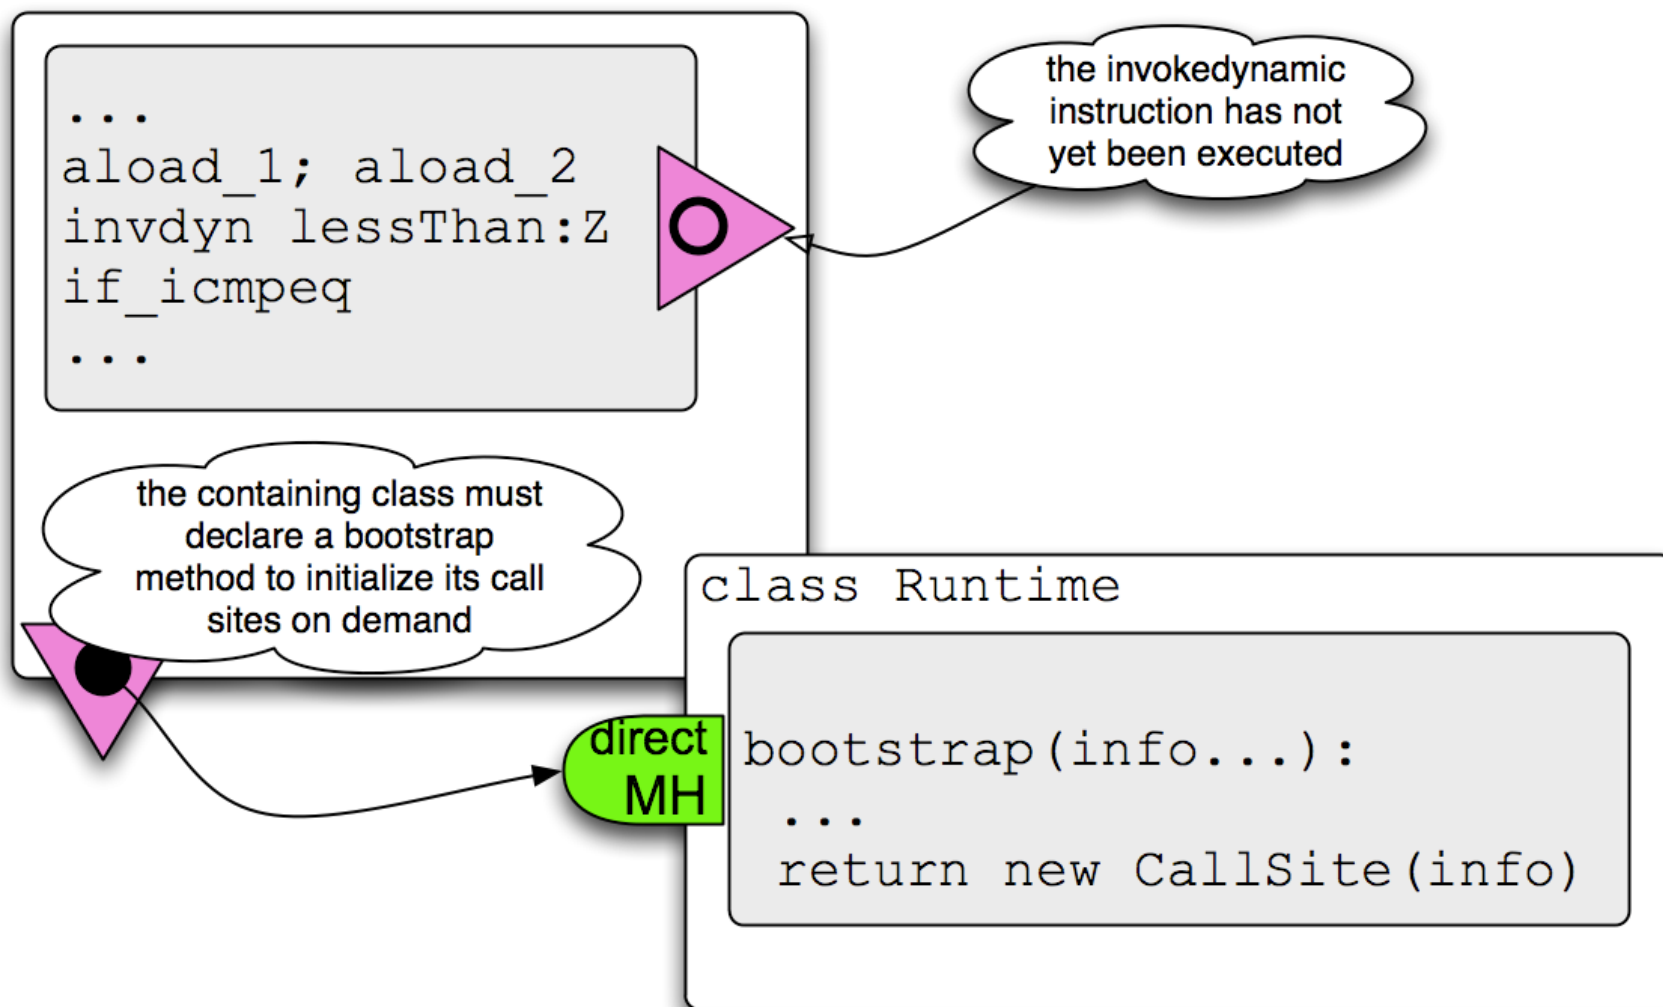 ...
aload_1; aload_2
invdyn lessThan:Z
if_icmpeq
...
the invokedynamic
instruction has not
yet been executed
the containing class must
declare a bootstrap
method to initialize its call
sites on demand
class Runtime
direct
MH
bootstrap(info...):
...
return new CallSite(info)